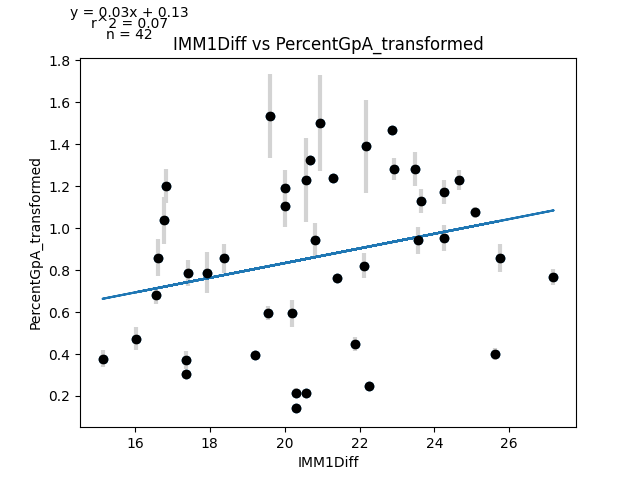 y = 0.03x + 0.13
r^2 = 0.07
n = 42
IMM1Diff vs PercentGpA_transformed
1.8
1.6
1.4
1.2
1.0
0.8
0.6
0.4
0.2
PercentGpA_transformed
16 18 20 22 24 26
IMM1Diff